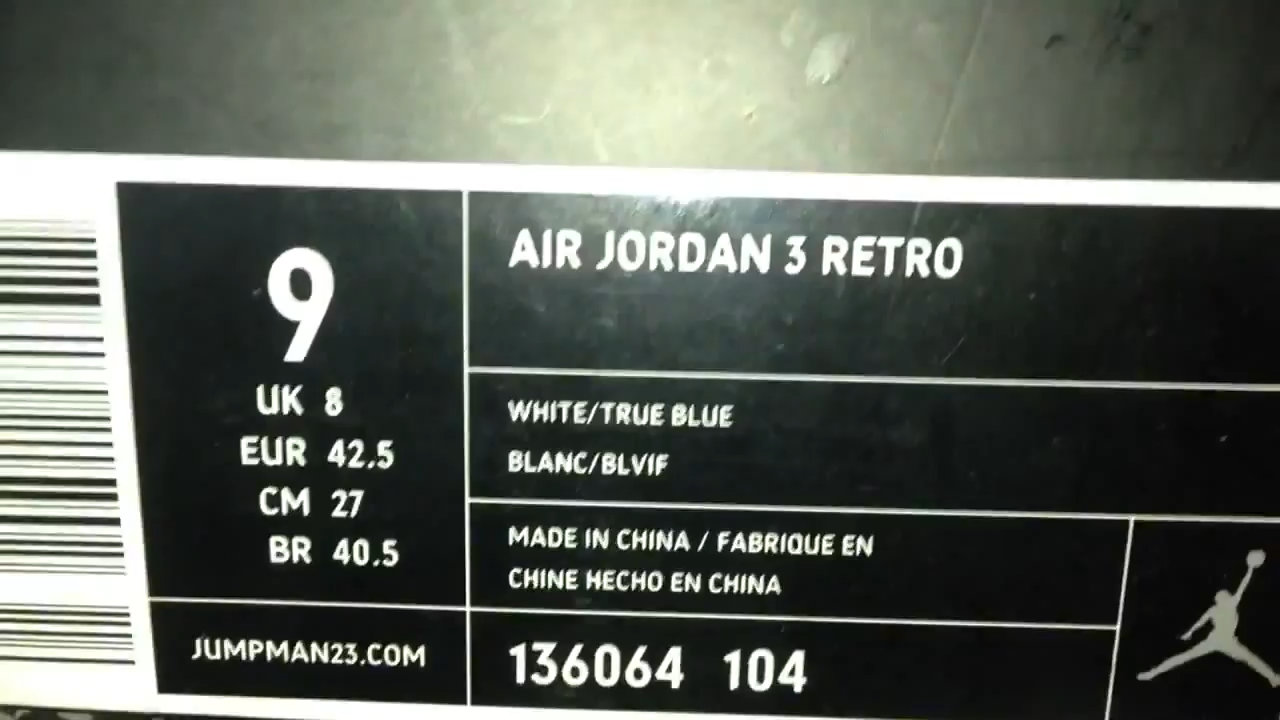 9
UK 8
EUR 42.5
CM 27
BR 40.5
JUMPMAN23.COM
AIR JORDAN 3 RETRO
WHITE/TRUE BLUE
BLANC/BLVIF
MADE IN CHINA / FABRIQUE EN
CHINE HECHO EN CHINA
136064 104